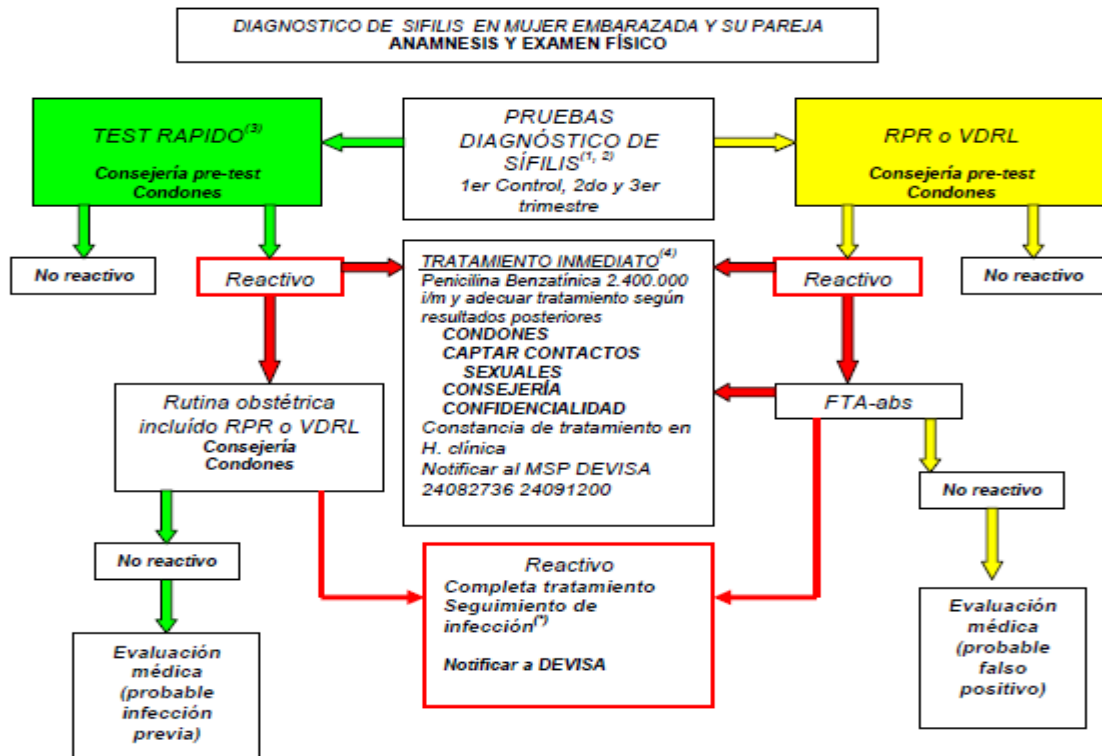 DIAGNOSTICO DE SIFILIS EN MUJER EMBARAZADA Y SU PAREJA
ANAMNESIS Y EXAMEN FÍSICO
TEST RAPIDO(3)
Consejería pre-test
Condones
PRUEBAS
DIAGNÓSTICO DE
SÍFILIS(1, 2)
1er Control, 2do y 3er
trimestre
RPR o VDRL
Consejería pre-test
Condones
No reactivo
Reactivo
TRATAMIENTO INMEDIATO(4)
Penicilina Benzatínica 2.400.000
i/m y adecuar tratamiento según
resultados posteriores
CONDONES
CAPTAR CONTACTOS
SEXUALES
CONSEJERÍA
CONFIDENCIALIDAD
Constancia de tratamiento en
H. clínica
Notificar al MSP DEVISA
24082736 24091200
Reactivo
No reactivo
Rutina obstétrica
incluído RPR o VDRL
Consejería
Condones
FTA-abs
No reactivo
No reactivo
Reactivo
Completa tratamiento
Seguimiento de
infección(*)
Notificar a DEVISA
Evaluación
médica
(probable
infección
previa)
Evaluación
médica
(probable
falso
positivo)